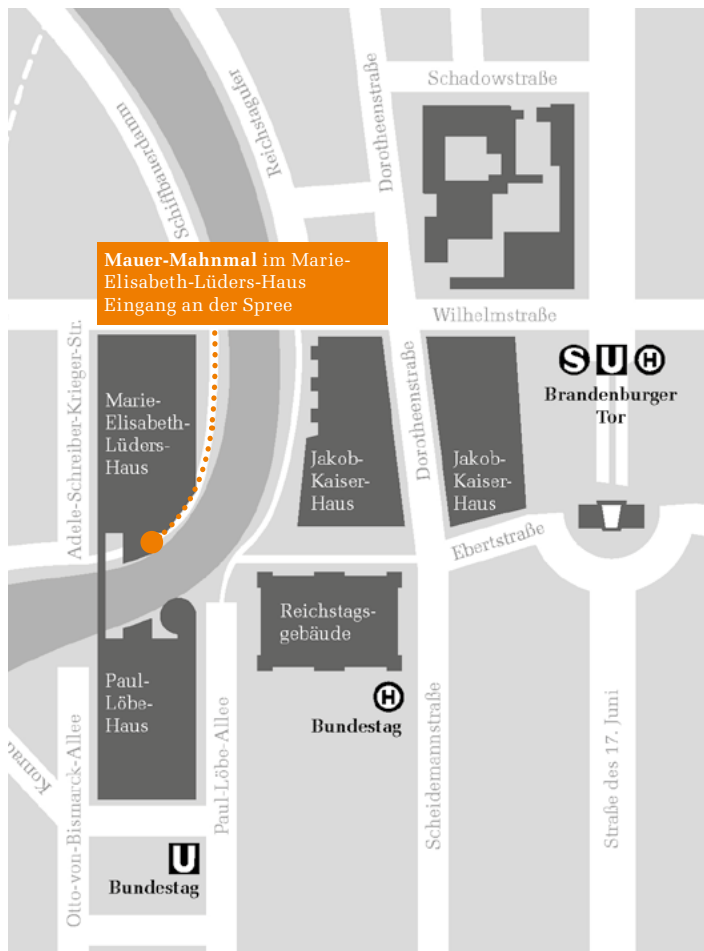 Schiffbauerdamm
Reichstagufer
Dorotheenstraße
Schadowstraße
Mauer-Mahnmal im Marie-
Elisabeth-Lüders-Haus
Eingang an der Spree
Wilhelmstraße
Adele-Schreiber-Krieger-Str.
Marie-
Elisabeth-
Lüders-
Haus
Jakob-
Kaiser-
Haus
Dorotheenstraße
Jakob-
Kaiser-
Haus
S U H
Brandenburger
Tor
Ebertstraße
Reichstags-
gebäude
Paul-
Löbe-
Haus
H
Bundestag
Konrad
Otto-von-Bismarck-Allee
Paul-Löbe-Allee
Scheidemannstraße
Straße des 17. Juni
U
Bundestag